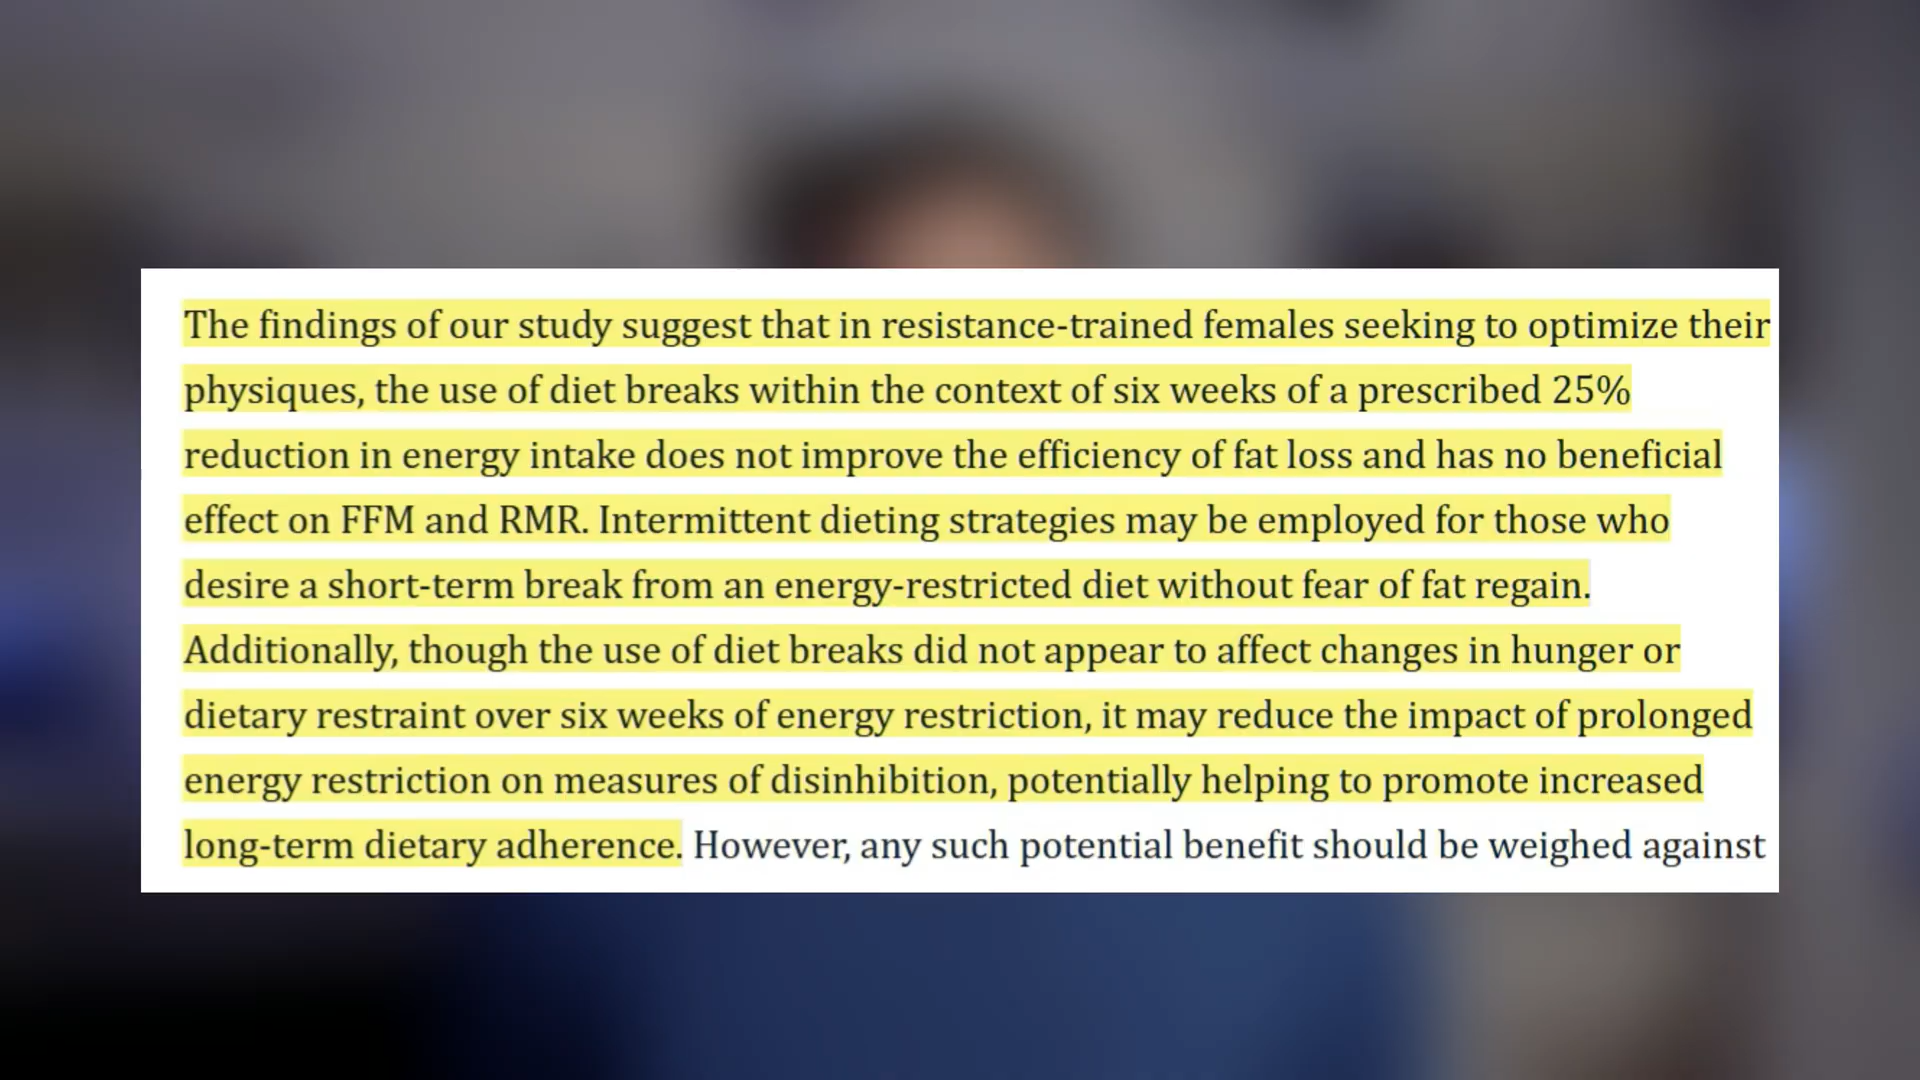 The findings of our study suggest that in resistance-trained females seeking to optimize their
physiques, the use of diet breaks within the context of six weeks of a prescribed 25%
reduction in energy intake does not improve the efficiency of fat loss and has no beneficial
effect on FFM and RMR. Intermittent dieting strategies may be employed for those who
desire a short-term break from an energy-restricted diet without fear of fat regain.
Additionally, though the use of diet breaks did not appear to affect changes in hunger or
dietary restraint over six weeks of energy restriction, it may reduce the impact of prolonged
energy restriction on measures of disinhibition, potentially helping to promote increased
long-term dietary adherence. However, any such potential benefit should be weighed against